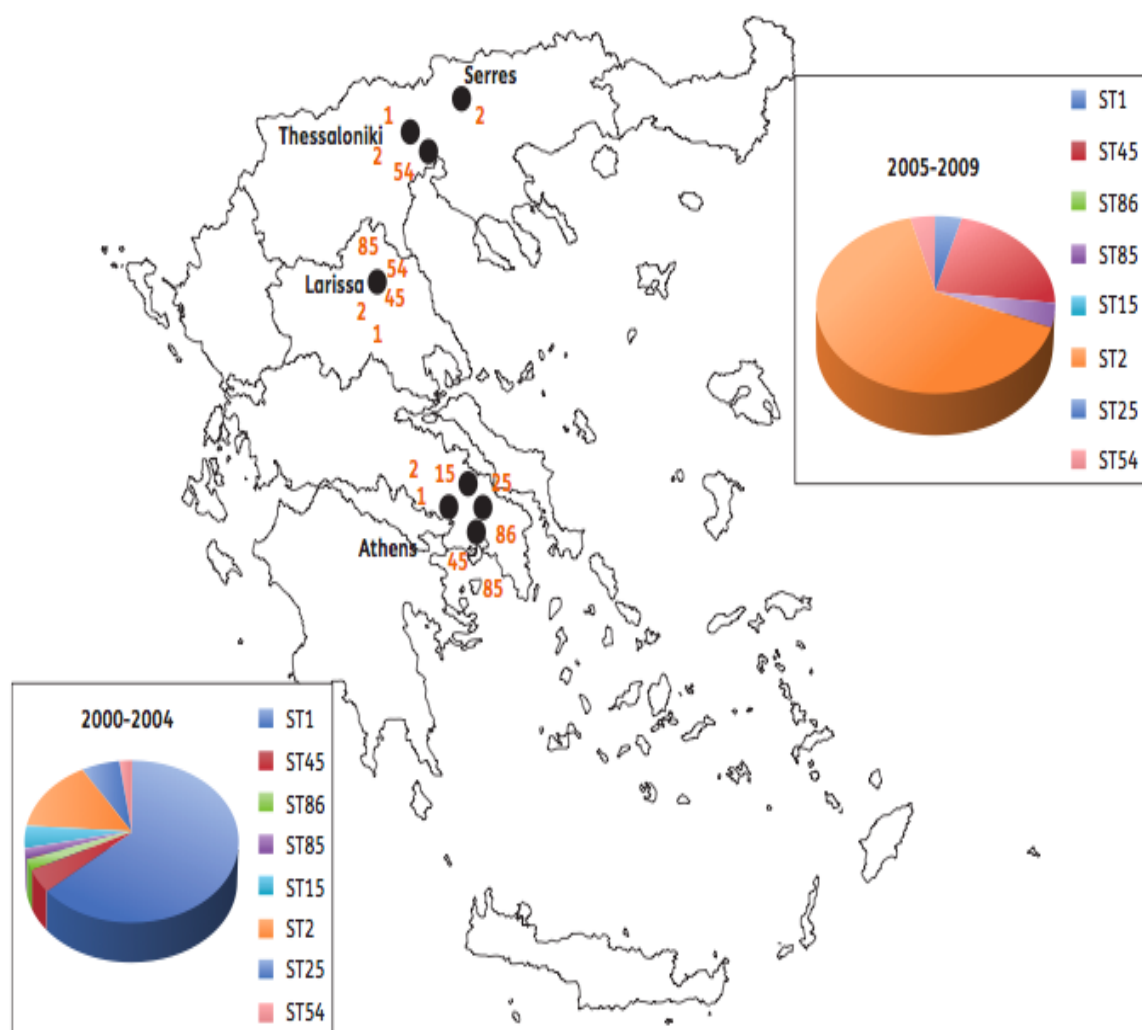 Serres
2
1
Thessaloniki
2
54
85
54
Larissa
45
2
1
2
15
25
1
86
Athens
45
85
2005-2009
ST1
ST45
ST86
ST85
ST15
ST2
ST25
ST54
2000-2004
ST1
ST45
ST86
ST85
ST15
ST2
ST25
ST54